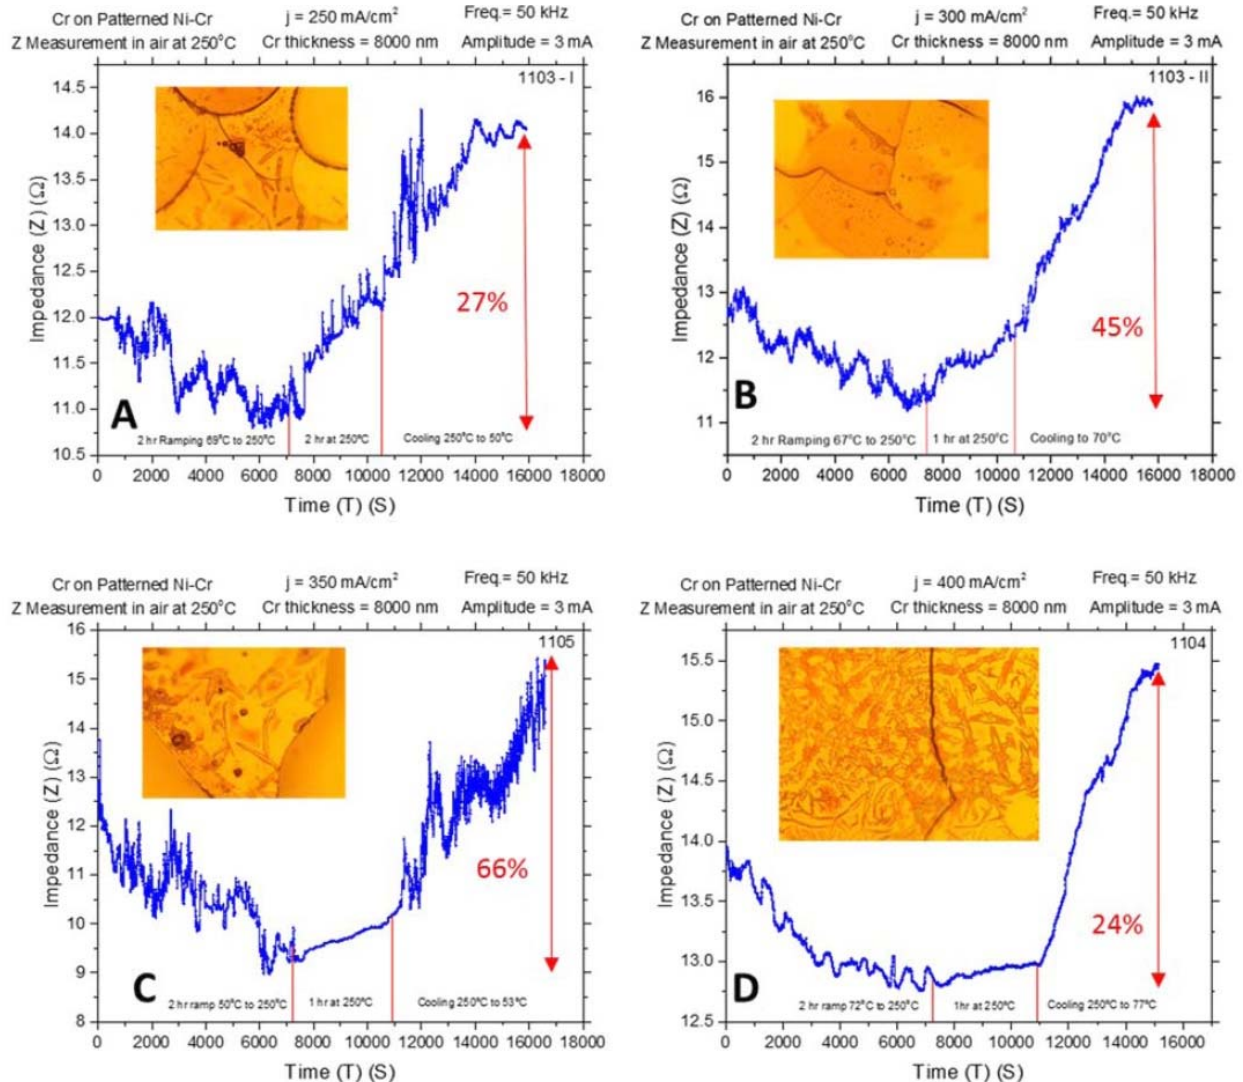 Cr on Patterned Ni-Cr j = 250 mA/cm² Freq.= 50 kHz
Z Measurement in air at 250°C Cr thickness = 8000 nm Amplitude = 3 mA
1103 - I
14.5
14.0
13.5
13.0
12.5
12.0
11.5
11.0
10.5
Impedance (Z) (Ω)
27%
A
2 hr Ramping 69°C to 250°C 2 hr at 250°C Cooling 250°C to 50°C
0 2000 4000 6000 8000 10000 12000 14000 16000 18000
Time (T) (S)
Cr on Patterned Ni-Cr j = 300 mA/cm² Freq.= 50 kHz
Z Measurement in air at 250°C Cr thickness = 8000 nm Amplitude = 3 mA
1103 - II
16
15
14
13
12
11
Impedance (Z) (Ω)
45%
B
2 hr Ramping 67°C to 250°C 1 hr at 250°C Cooling to 70°C
0 2000 4000 6000 8000 10000 12000 14000 16000 18000
Time (T) (S)
Cr on Patterned Ni-Cr j = 350 mA/cm² Freq.= 50 kHz
Z Measurement in air at 250°C Cr thickness = 8000 nm Amplitude = 3 mA
1105
16
15
14
13
12
11
10
9
8
Impedance (Z) (Ω)
66%
C
2 hr ramp 50°C to 250°C 1 hr at 250°C Cooling 250°C to 53°C
0 2000 4000 6000 8000 10000 12000 14000 16000 18000
Time (T) (S)
Cr on Patterned Ni-Cr j = 400 mA/cm² Freq.= 50 kHz
Z Measurement in air at 250°C Cr thickness = 8000 nm Amplitude = 3 mA
1104
15.5
15.0
14.5
14.0
13.5
13.0
12.5
Impedance (Z) (Ω)
24%
D
2 hr ramp 72°C to 250°C 1hr at 250°C Cooling 250°C to 77°C
0 2000 4000 6000 8000 10000 12000 14000 16000
Time (T) (S)